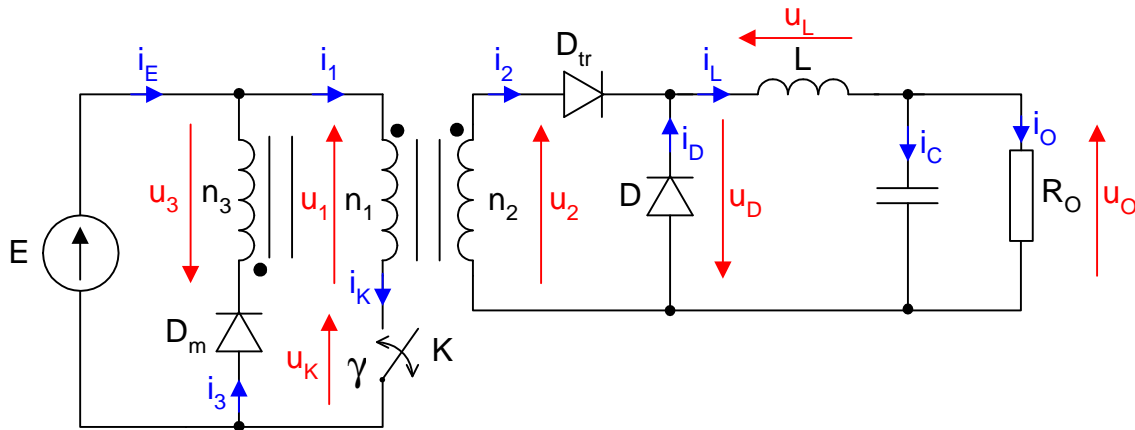 u_L
D_tr
L
i_E
i_1
i_2
i_L
i_D
i_C
i_O
u_3
n_3
u_1
n_1
n_2
u_2
D
u_D
R_O
u_O
E
i_K
D_m
u_K
γ
K
i_3